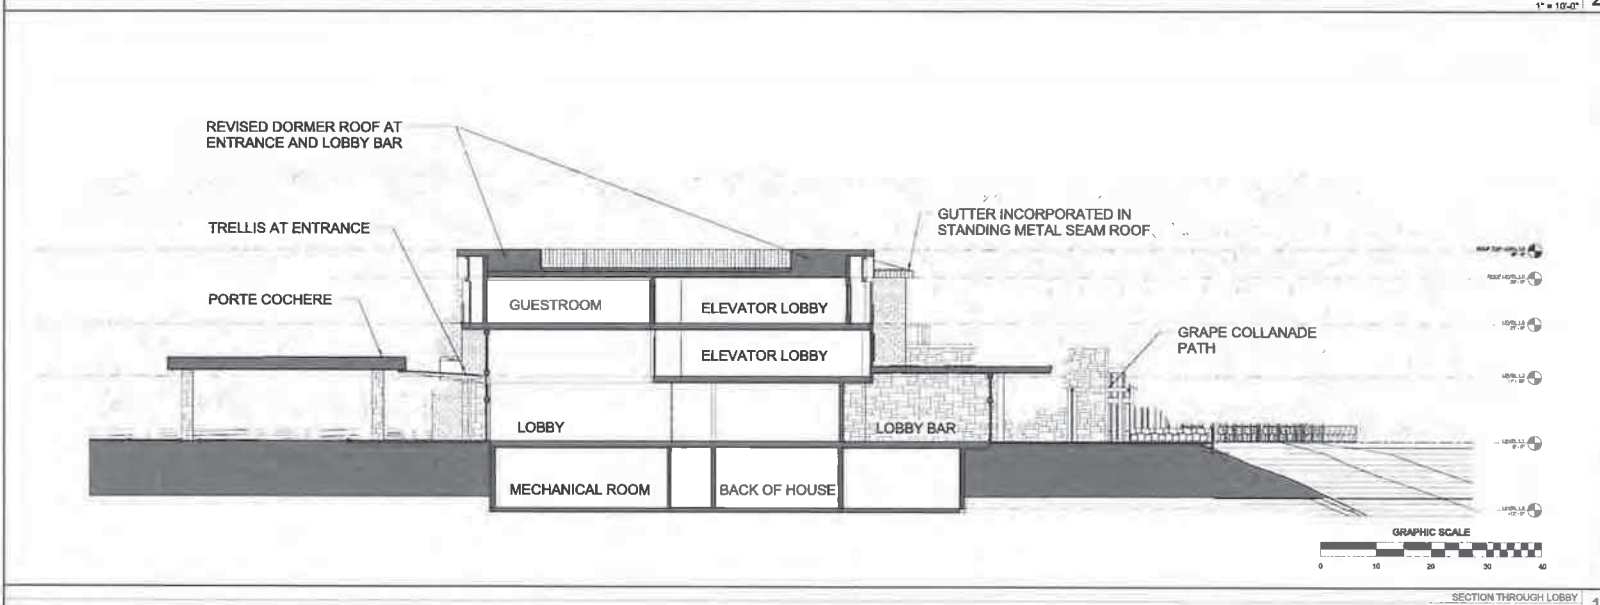 1" = 10'-0"
REVISED DORMER ROOF AT
ENTRANCE AND LOBBY BAR
TRELLIS AT ENTRANCE
GUTTER INCORPORATED IN
STANDING METAL SEAM ROOF
PORTE COCHERE
GUESTROOM
ELEVATOR LOBBY
ELEVATOR LOBBY
GRAPE COLLANADE
PATH
LOBBY
LOBBY BAR
MECHANICAL ROOM
BACK OF HOUSE
GRAPHIC SCALE
0 10 20 30 40
SECTION THROUGH LOBBY